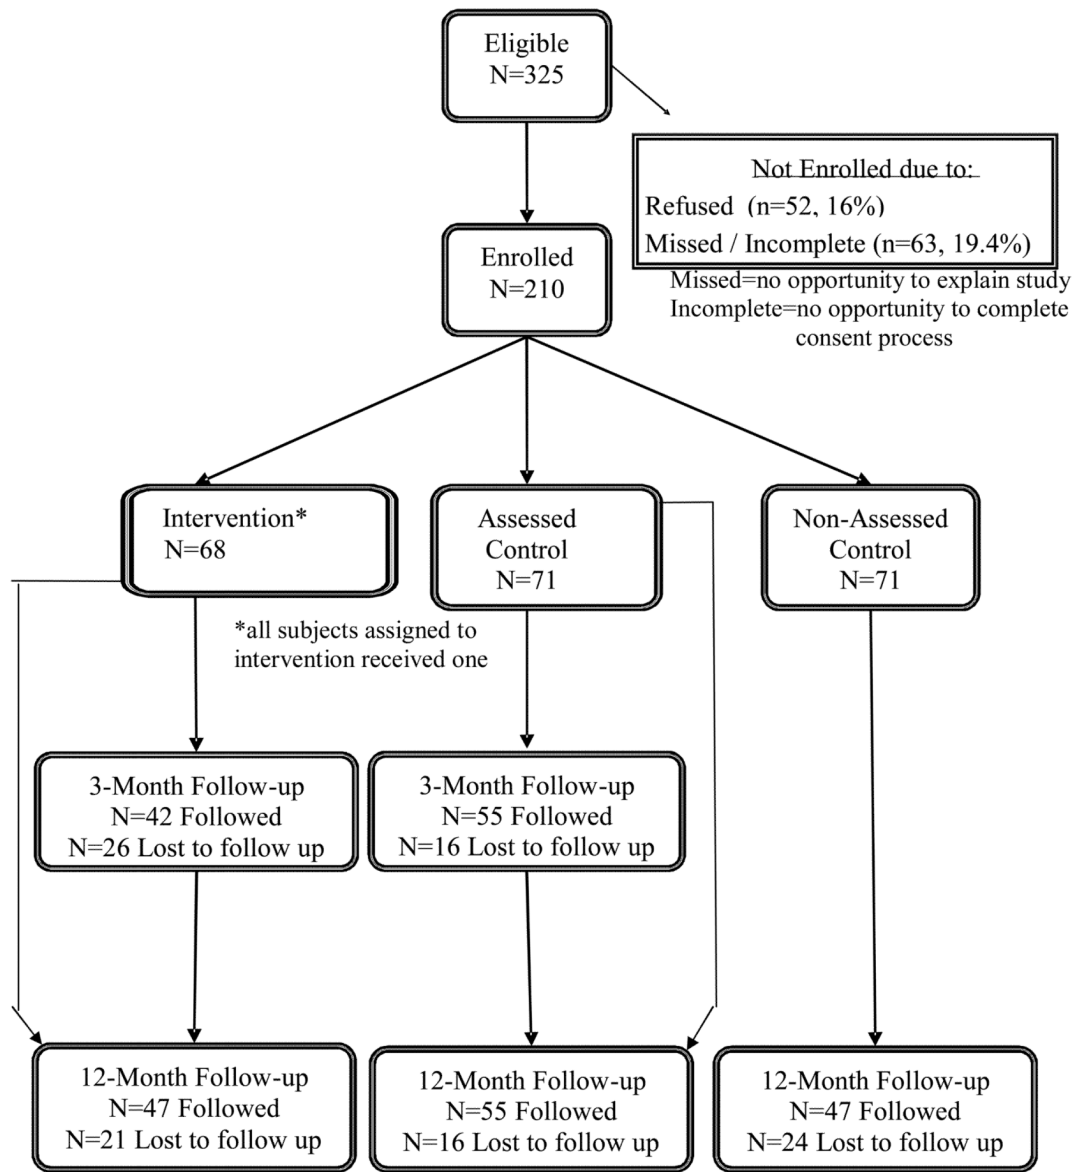 Eligible
N=325
Not Enrolled due to:
Refused (n=52, 16%)
Missed / Incomplete (n=63, 19.4%)
Missed=no opportunity to explain study
Incomplete=no opportunity to complete
consent process
Enrolled
N=210
Intervention*
N=68
Assessed
Control
N=71
Non-Assessed
Control
N=71
*all subjects assigned to
intervention received one
3-Month Follow-up
N=42 Followed
N=26 Lost to follow up
3-Month Follow-up
N=55 Followed
N=16 Lost to follow up
12-Month Follow-up
N=47 Followed
N=21 Lost to follow up
12-Month Follow-up
N=55 Followed
N=16 Lost to follow up
12-Month Follow-up
N=47 Followed
N=24 Lost to follow up